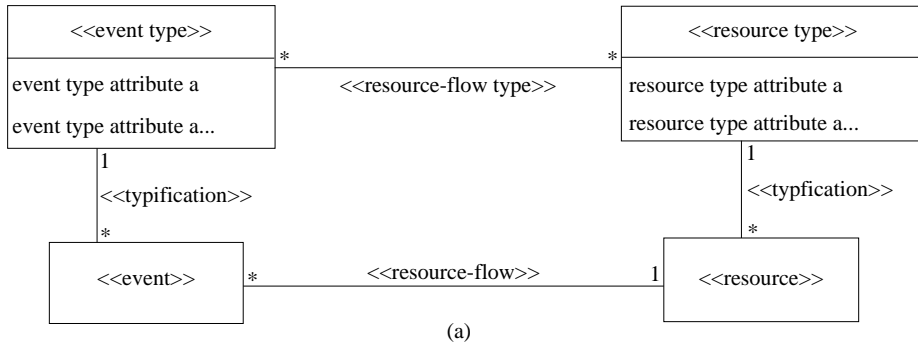 <<event type>>
event type attribute a
event type attribute a...
*
*
<<resource-flow type>>
<<resource type>>
resource type attribute a
resource type attribute a...
1
<<typification>>
*
1
<<typfication>>
*
<<event>>
*
<<resource-flow>>
1
<<resource>>
(a)